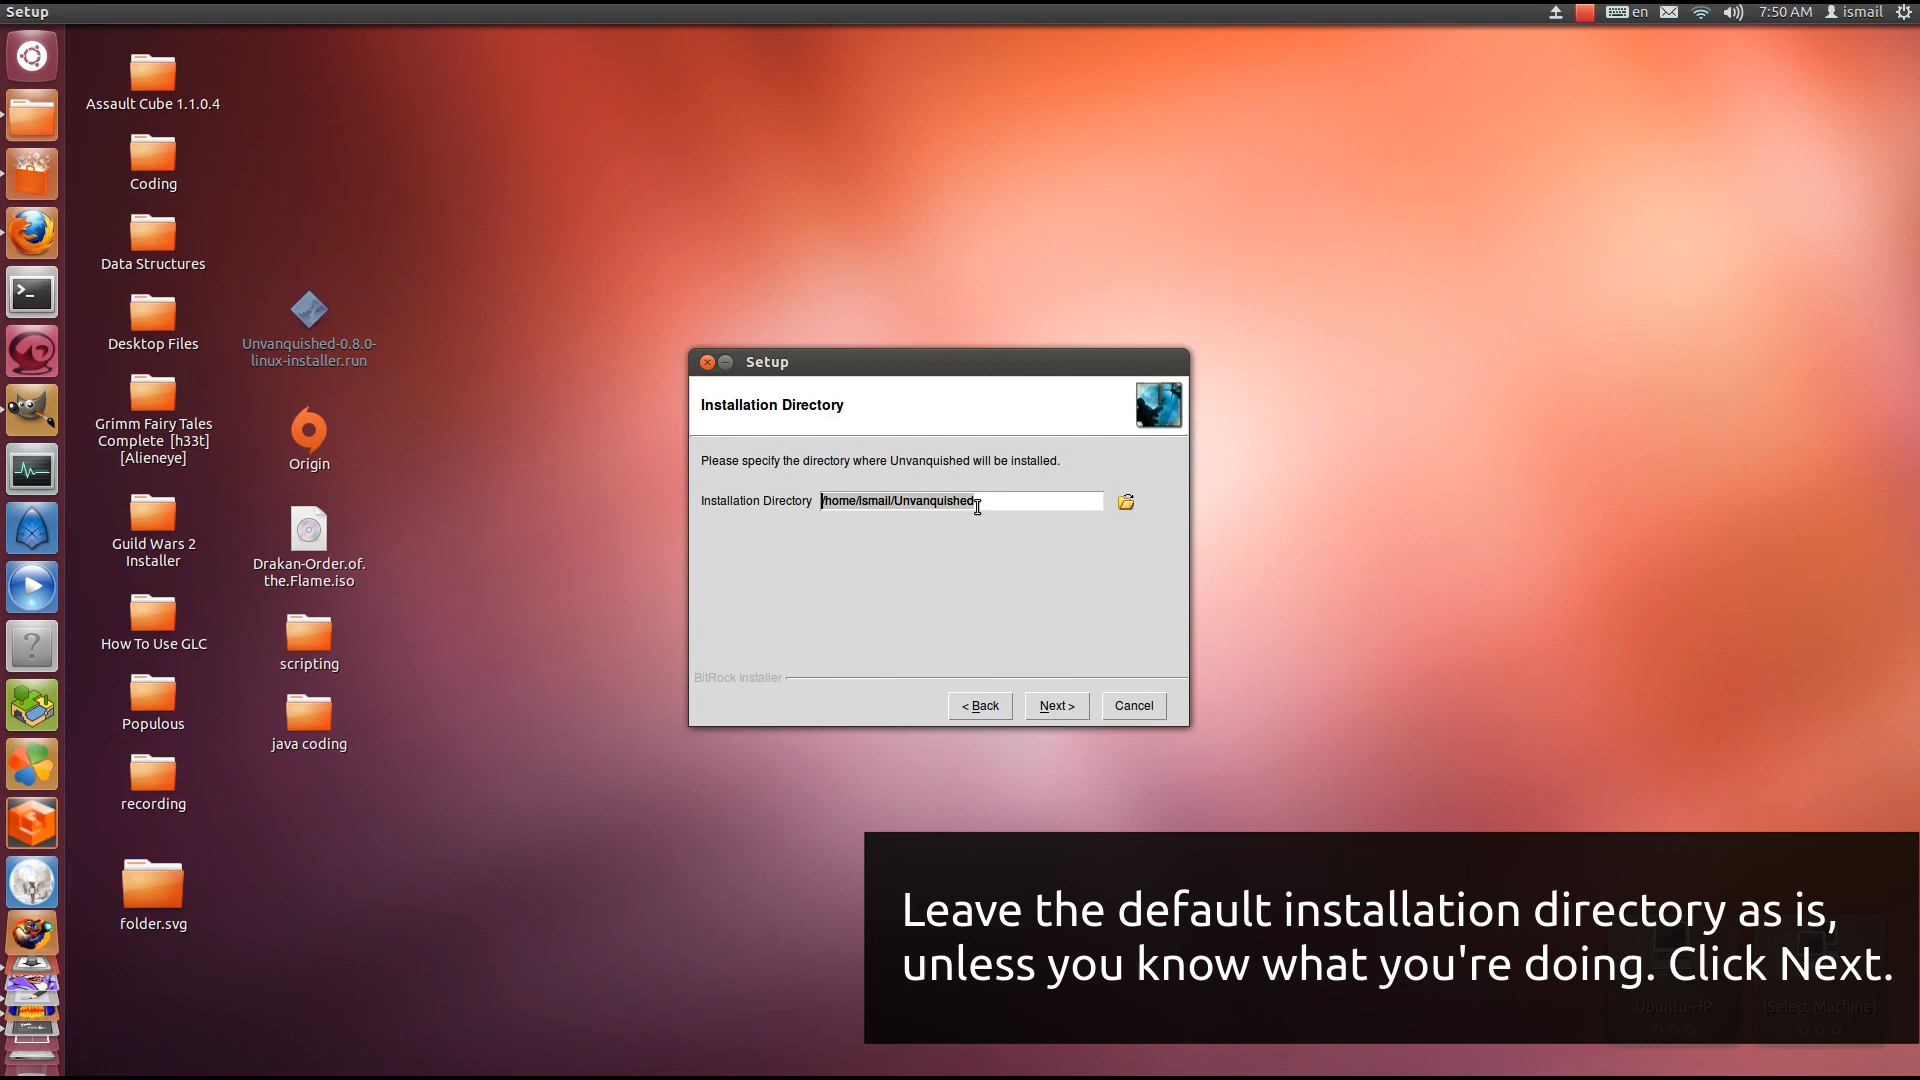 Setup
en
7:50 AM
ismail
Assault Cube 1.1.0.4
Coding
Data Structures
Desktop Files
Grimm Fairy Tales
Complete [h33t]
[Alieneye]
Guild Wars 2
Installer
How To Use GLC
Populous
recording
folder.svg
Unvanquished-0.8.0-
linux-installer.run
Origin
Drakan-Order.of.
the.Flame.iso
scripting
java coding
Setup
Installation Directory
Please specify the directory where Unvanquished will be installed.
Installation Directory /home/ismail/Unvanquished
BitRock Installer
< Back
Next >
Cancel
Leave the default installation directory as is,
unless you know what you're doing. Click Next.
Ubuntu-HP
[Select Machine]